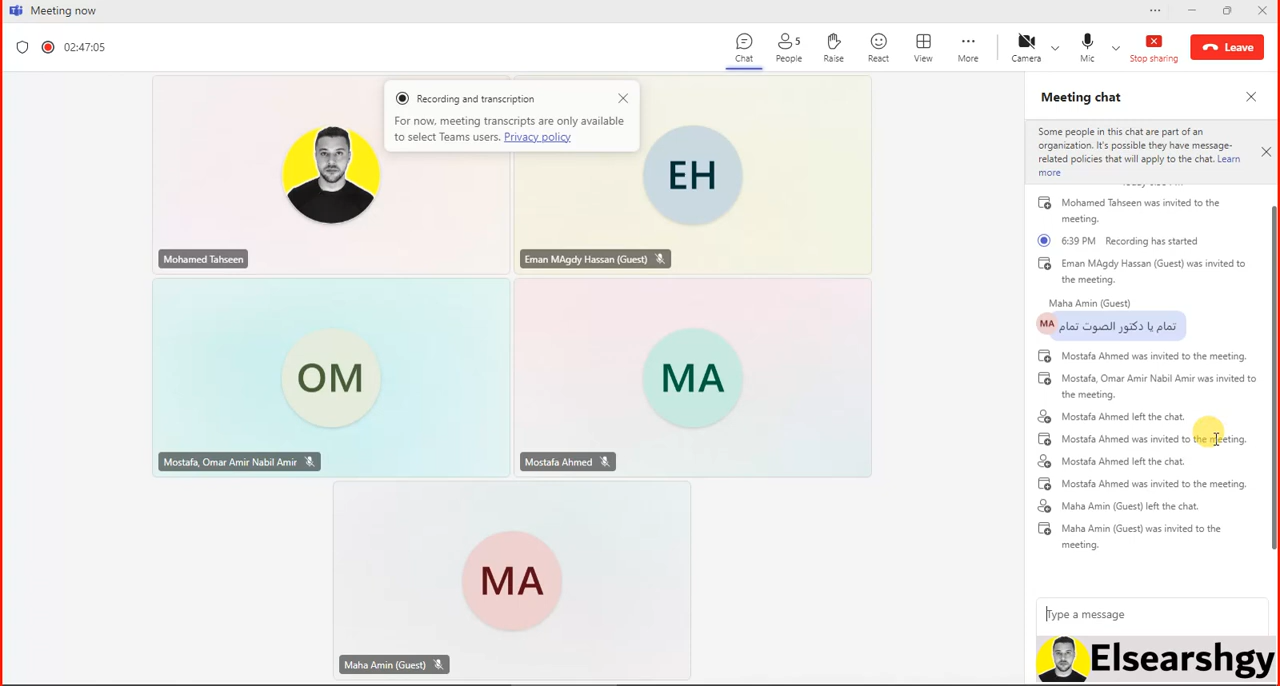 Meeting now
02:47:05
Chat
5
People
Raise
React
View
More
Camera
Mic
Stop sharing
Leave
Recording and transcription
For now, meeting transcripts are only available
to select Teams users. Privacy policy
Mohamed Tahseen
EH
Eman MAgdy Hassan (Guest)
OM
Mostafa, Omar Amir Nabil Amir
MA
Mostafa Ahmed
MA
Maha Amin (Guest)
Meeting chat
Some people in this chat are part of an
organization. It's possible they have message-
related policies that will apply to the chat. Learn
more
Mohamed Tahseen was invited to the
meeting.
6:39 PM Recording has started
Eman MAgdy Hassan (Guest) was invited to
the meeting.
Maha Amin (Guest)
MA
تمام يا دكتور الصوت تمام
Mostafa Ahmed was invited to the meeting.
Mostafa, Omar Amir Nabil Amir was invited to
the meeting.
Mostafa Ahmed left the chat.
Mostafa Ahmed was invited to the meeting.
Mostafa Ahmed left the chat.
Mostafa Ahmed was invited to the meeting.
Maha Amin (Guest) left the chat.
Maha Amin (Guest) was invited to the
meeting.
Type a message
Elsearshgy